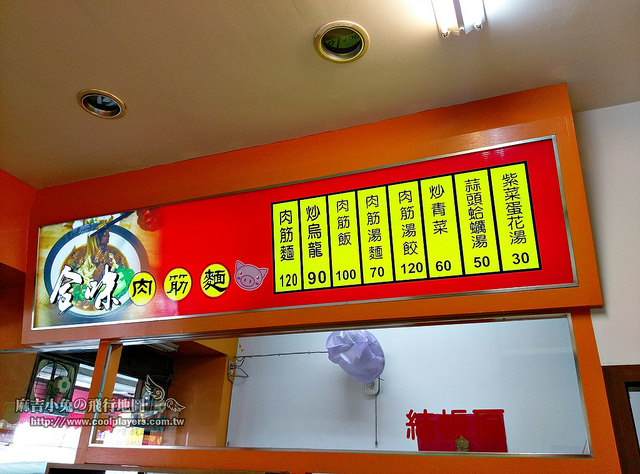 食味肉筋麵
肉筋麵 120
炒烏龍 90
肉筋飯 100
肉筋湯麵 70
肉筋湯餃 120
炒青菜 60
蒜頭蛤蠣湯 50
紫菜蛋花湯 30
麻吉小兔の飛行地圖
http://www.coolplayers.com.tw